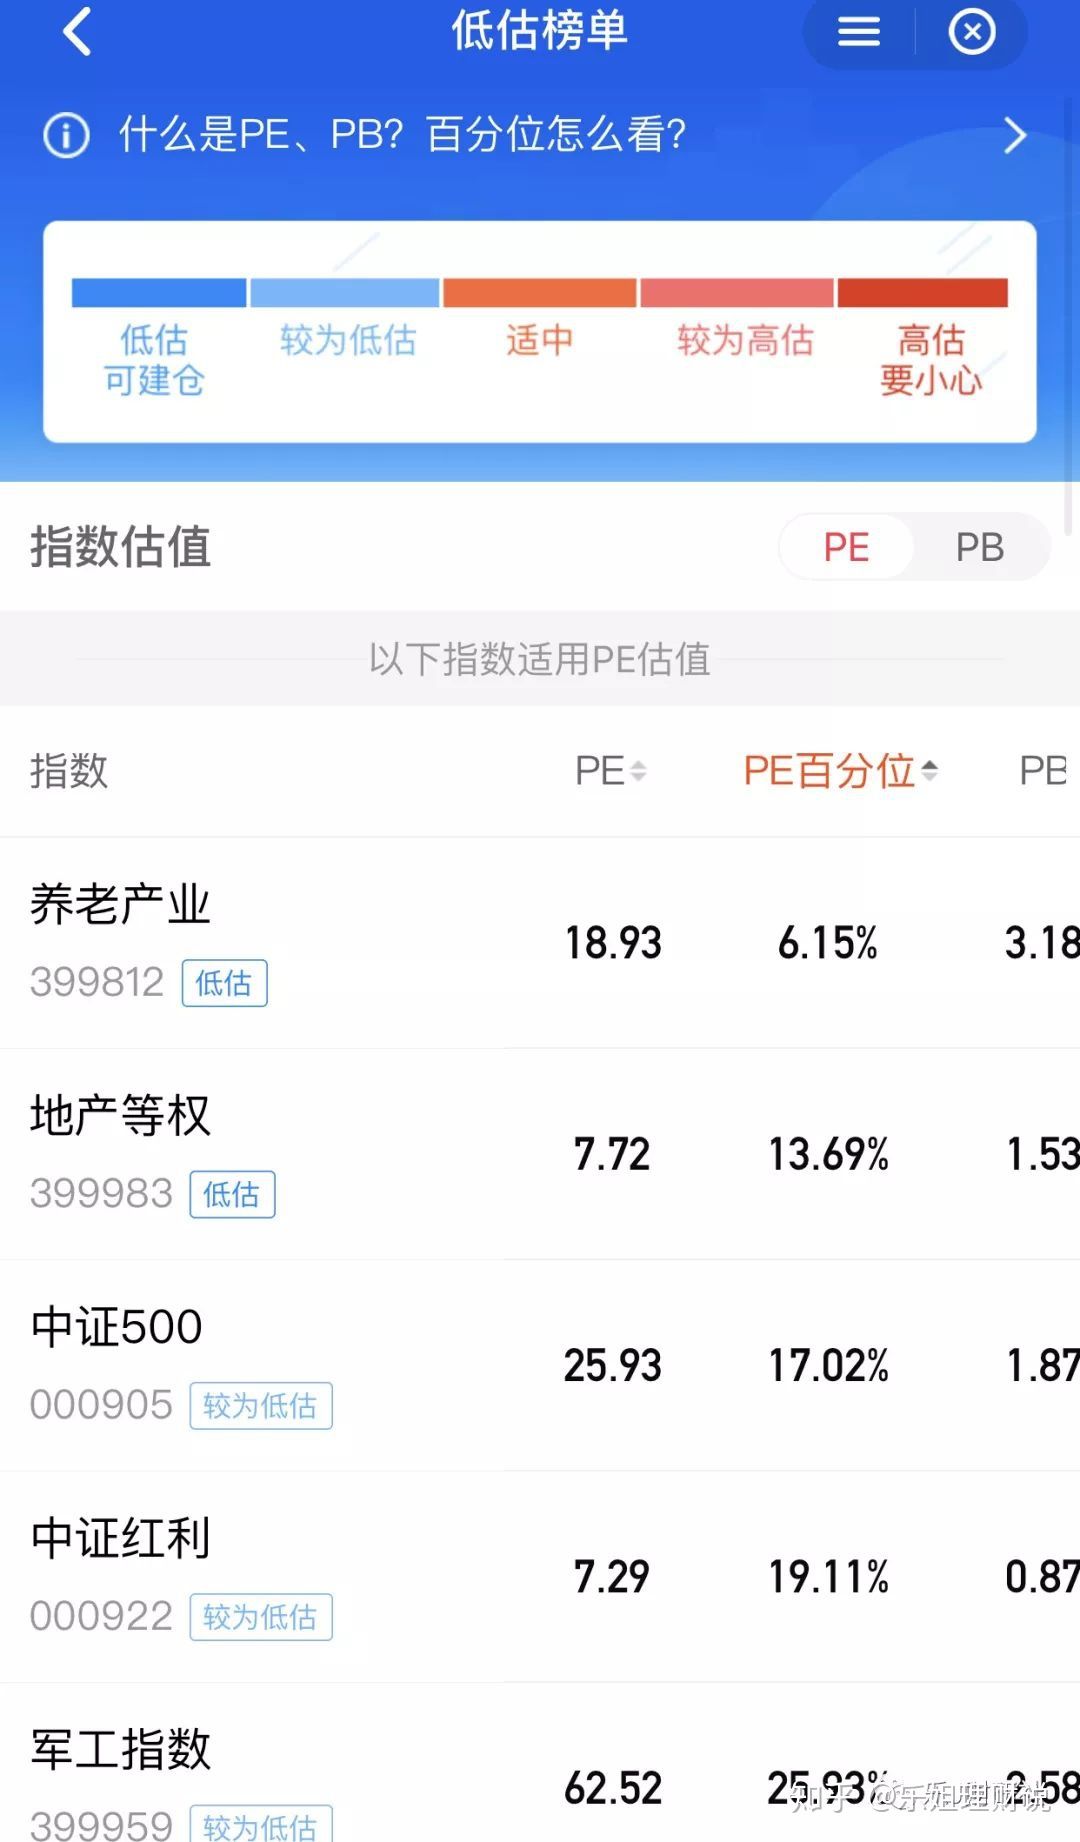 低估榜单
什么是PE、PB？百分位怎么看？
低估 较为低估 适中 较为高估 高估
可建仓 要小心
指数估值 PE PB
以下指数适用PE估值
指数 PE PE百分位 PB
养老产业
18.93 6.15% 3.18
399812 低估
地产等权
7.72 13.69% 1.53
399983 低估
中证500
25.93 17.02% 1.87
000905 较为低估
中证红利
7.29 19.11% 0.87
000922 较为低估
军工指数
62.52 25.93% 2.58
399959 较为低估
知乎 @乐姐理财说